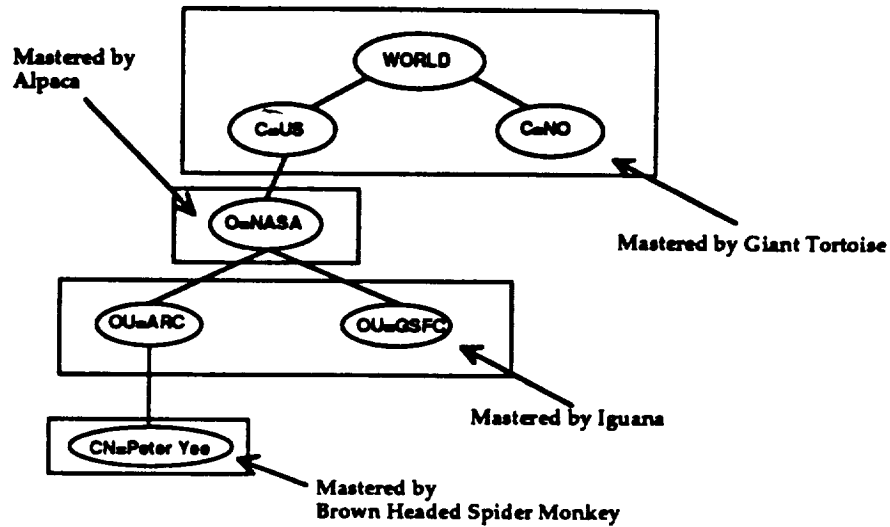 Mastered by
Alpaca
WORLD
C=US
C=NO
O=NASA
Mastered by Giant Tortoise
OU=ARC
OU=GSFC
Mastered by Iguana
CN=Peter Yee
Mastered by
Brown Headed Spider Monkey